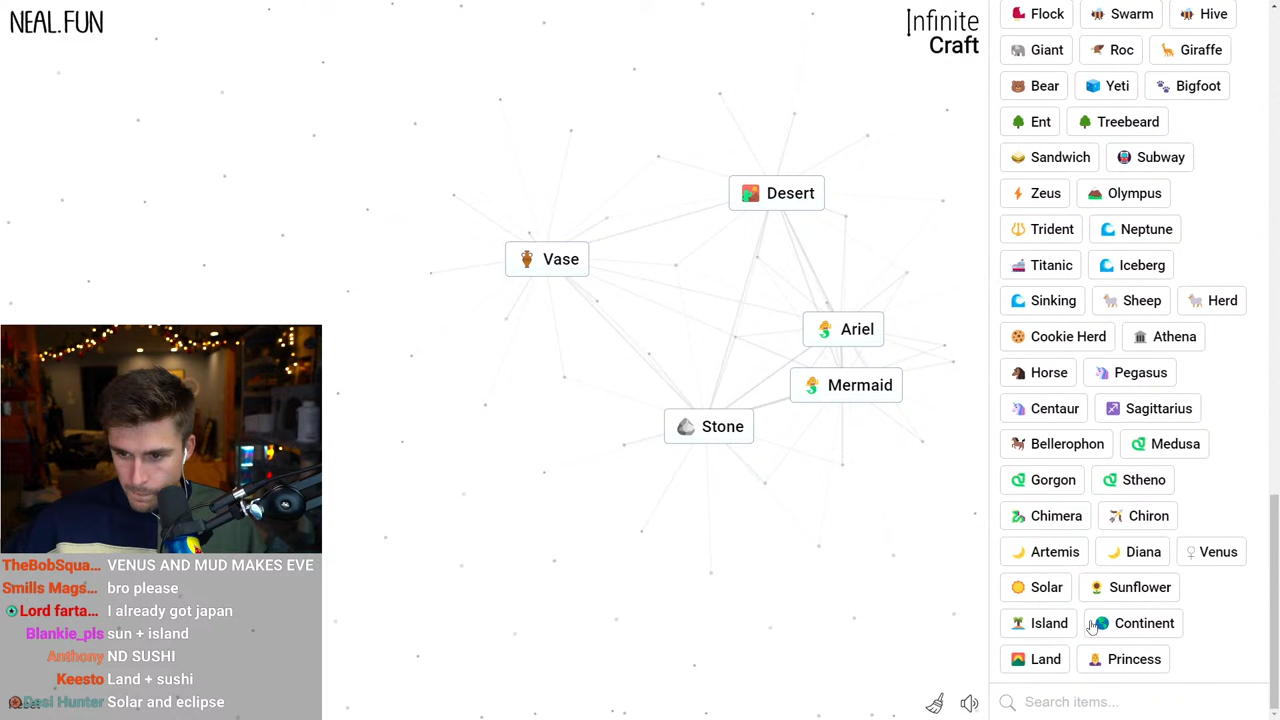 NEAL.FUN
Infinite
Craft
Desert
Vase
Ariel
Mermaid
Stone
Flock Swarm Hive
Giant Roc Giraffe
Bear Yeti Bigfoot
Ent Treebeard
Sandwich Subway
Zeus Olympus
Trident Neptune
Titanic Iceberg
Sinking Sheep Herd
Cookie Herd Athena
Horse Pegasus
Centaur Sagittarius
Bellerophon Medusa
Gorgon Stheno
Chimera Chiron
Artemis Diana Venus
Solar Sunflower
Island Continent
Land Princess
Search items...
TheBobSqua... VENUS AND MUD MAKES EVE
Smills Mags... bro please
Lord farta... I already got japan
Blankie_pls sun + island
Anthony ND SUSHI
Keesto Land + sushi
Desi Hunter Solar and eclipse